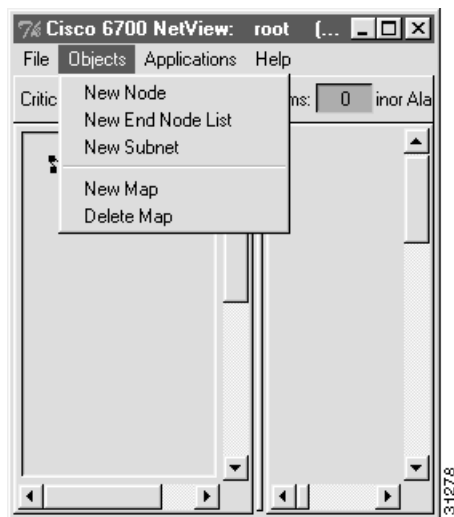 7% Cisco 6700 NetView: root (...
File Objects Applications Help
Critic ms: 0 inor Ala
New Node
New End Node List
New Subnet
New Map
Delete Map
31278